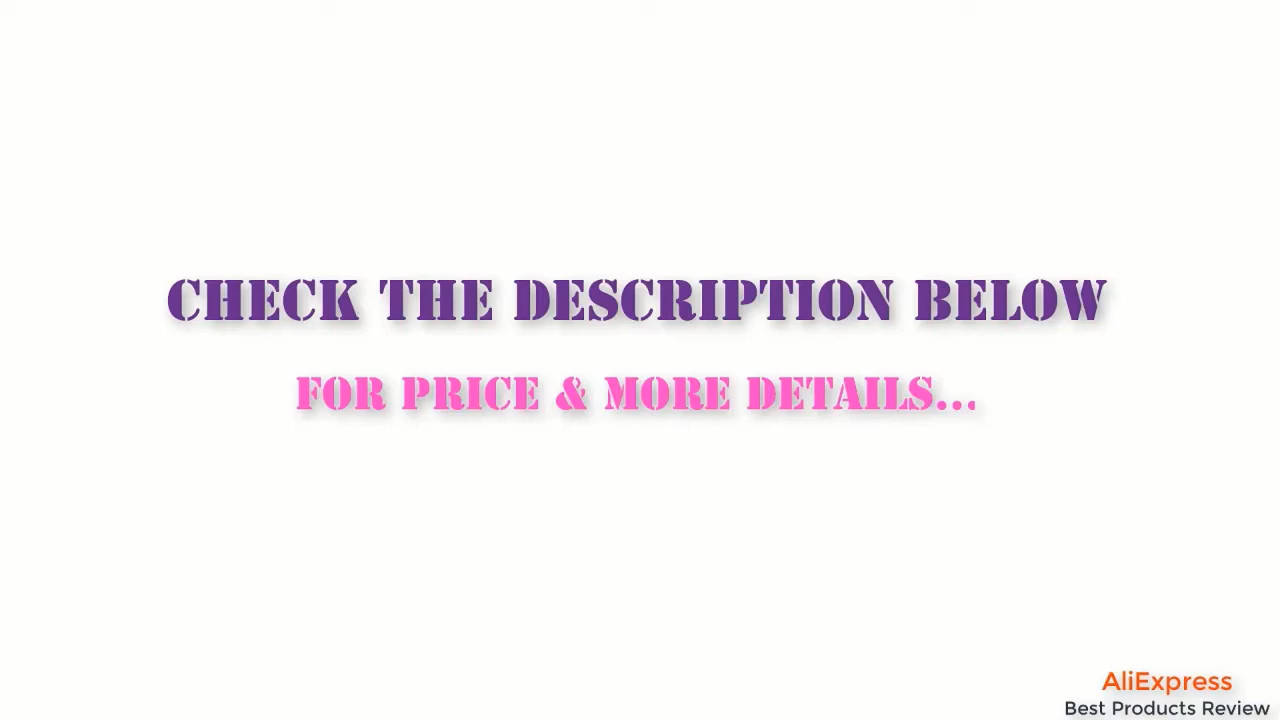 CHECK THE DESCRIPTION BELOW
FOR PRICE & MORE DETAILS...
AliExpress
Best Products Review